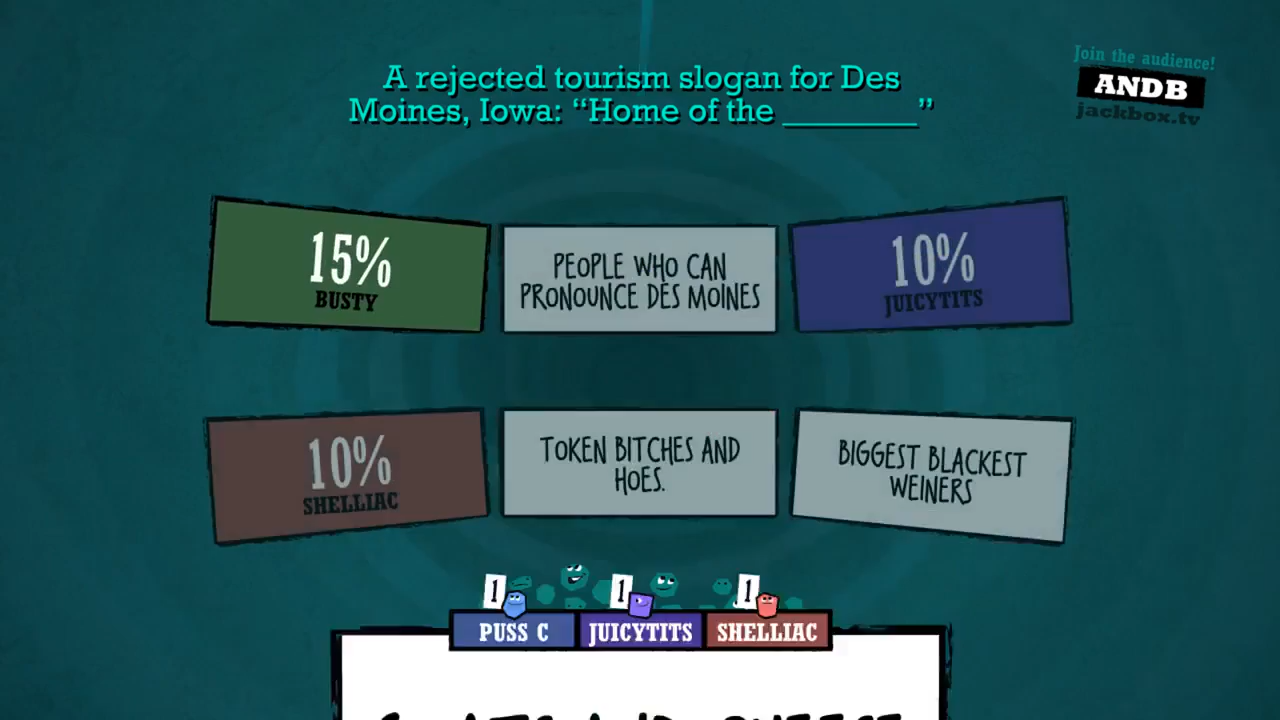 Join the audience!
ANDB
jackbox.tv
A rejected tourism slogan for Des
Moines, Iowa: “Home of the ________”
15%
BUSTY
PEOPLE WHO CAN
PRONOUNCE DES MOINES
10%
JUICYTITS
10%
SHELLIAC
TOKEN BITCHES AND
HOES.
BIGGEST BLACKEST
WEINERS
1
1
1
PUSS C
JUICYTITS
SHELLIAC